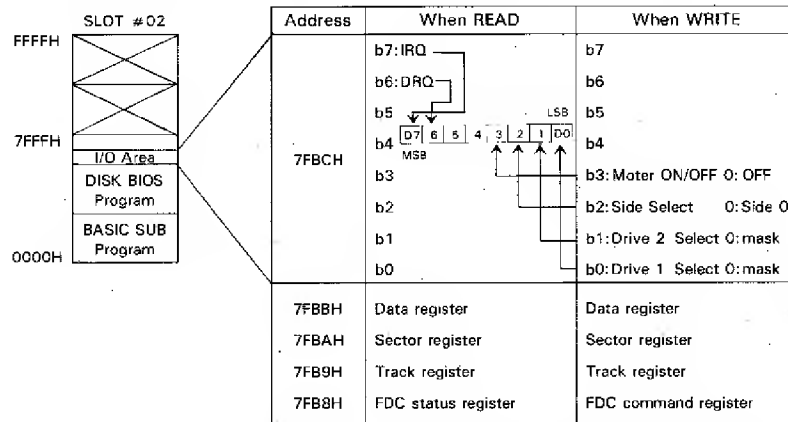 SLOT #02
FFFFH
7FFFH
I/O Area
DISK BIOS
Program
BASIC SUB
Program
0000H
Address When READ When WRITE
7FBCH
b7:IRQ
b6:DRQ
b5
b4
b3
b2
b1
b0
LSB
D7 6 5 4 3 2 1 D0
MSB
b7
b6
b5
b4
b3:Moter ON/OFF 0:OFF
b2:Side Select 0:Side 0
b1:Drive 2 Select 0:mask
b0:Drive 1 Select 0:mask
7FBBH Data register Data register
7FBAH Sector register Sector register
7FB9H Track register Track register
7FB8H FDC status register FDC command register